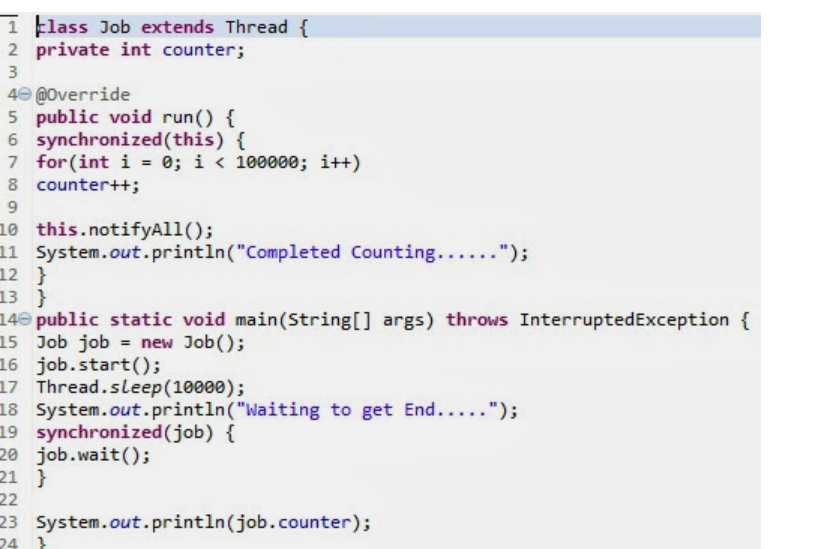 1 class Job extends Thread {
2 private int counter;
3
4 @Override
5 public void run() {
6 synchronized(this) {
7 for(int i = 0; i < 100000; i++)
8 counter++;
9
10 this.notifyAll();
11 System.out.println("Completed Counting......");
12 }
13 }
14 public static void main(String[] args) throws InterruptedException {
15 Job job = new Job();
16 job.start();
17 Thread.sleep(10000);
18 System.out.println("Waiting to get End.....");
19 synchronized(job) {
20 job.wait();
21 }
22
23 System.out.println(job.counter);
24 }